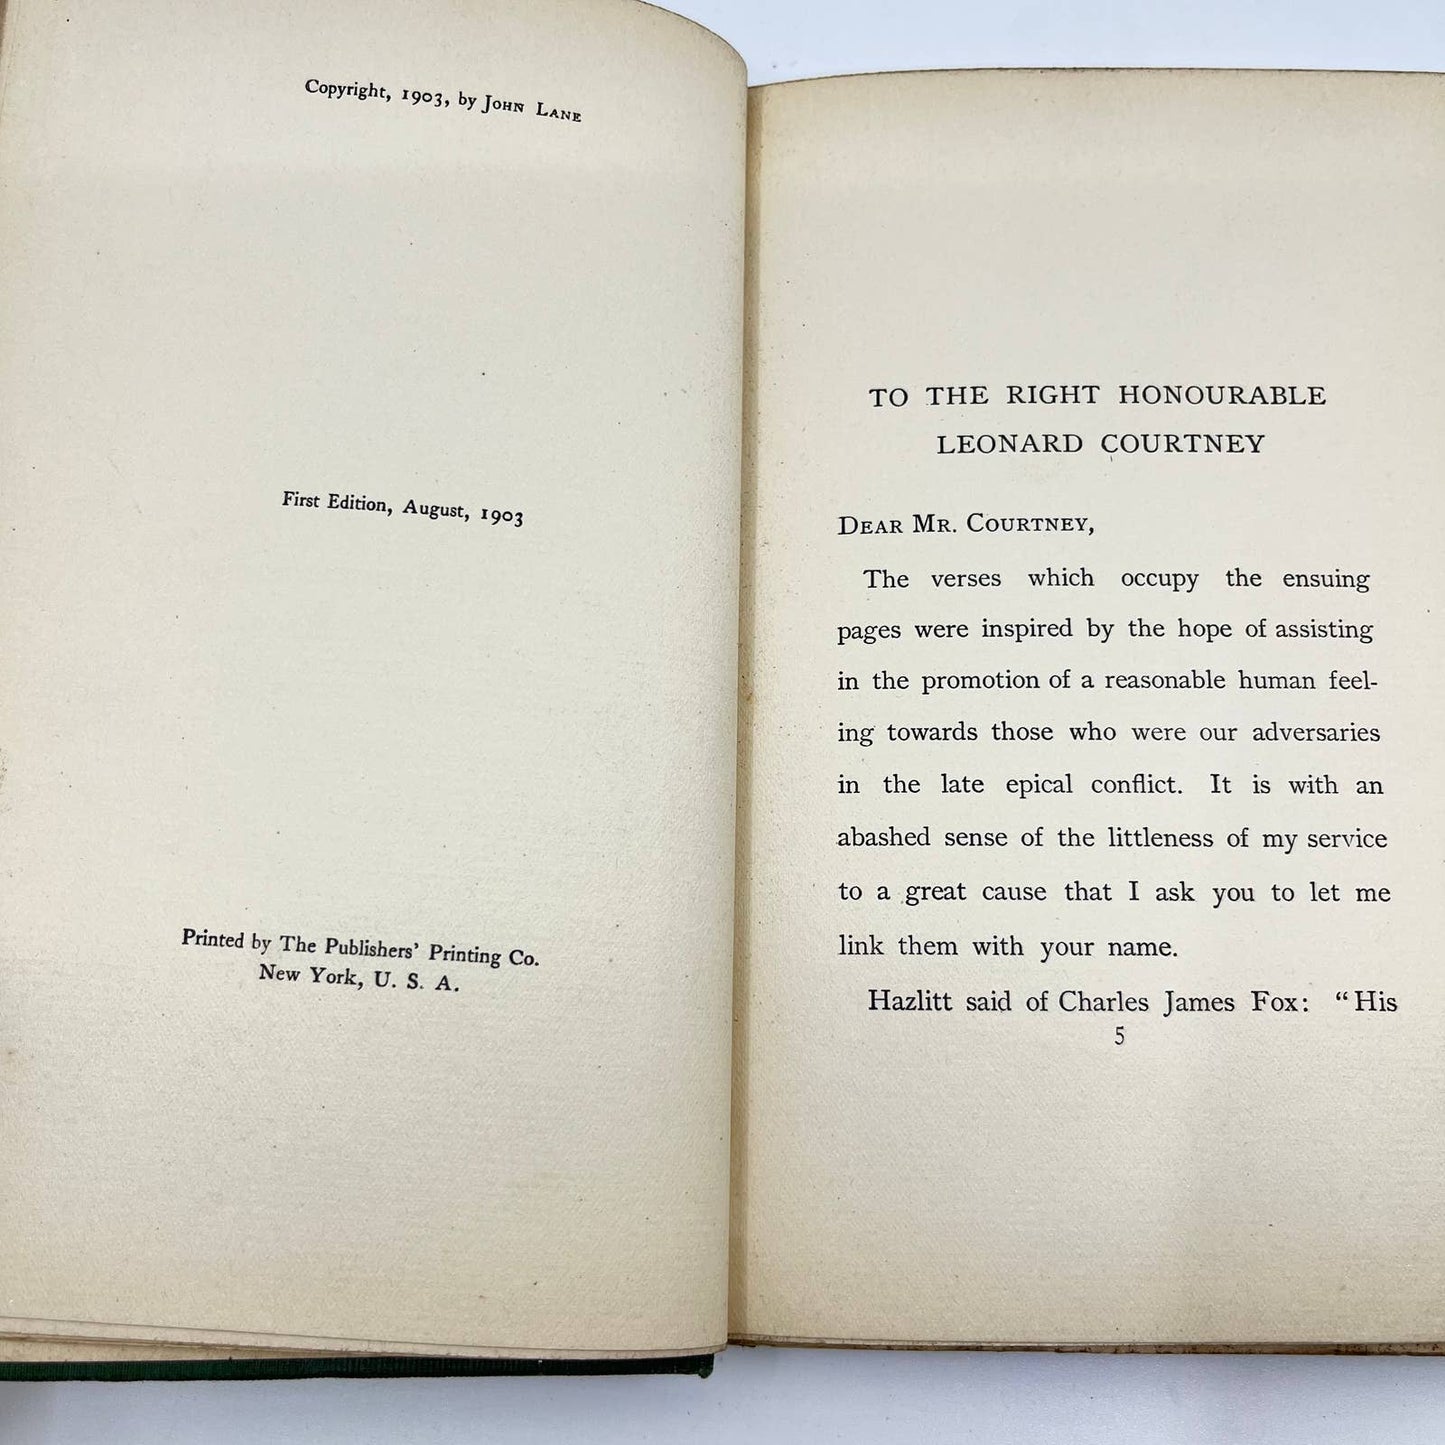 Copyright, 1903, by JOHN LANE
First Edition, August, 1903
Printed by The Publishers' Printing Co.
New York, U. S. A.
TO THE RIGHT HONOURABLE
LEONARD COURTNEY
DEAR MR. COURTNEY,
The verses which occupy the ensuing
pages were inspired by the hope of assisting
in the promotion of a reasonable human feel-
ing towards those who were our adversaries
in the late epical conflict. It is with an
abashed sense of the littleness of my service
to a great cause that I ask you to let me
link them with your name.
Hazlitt said of Charles James Fox: "His
5